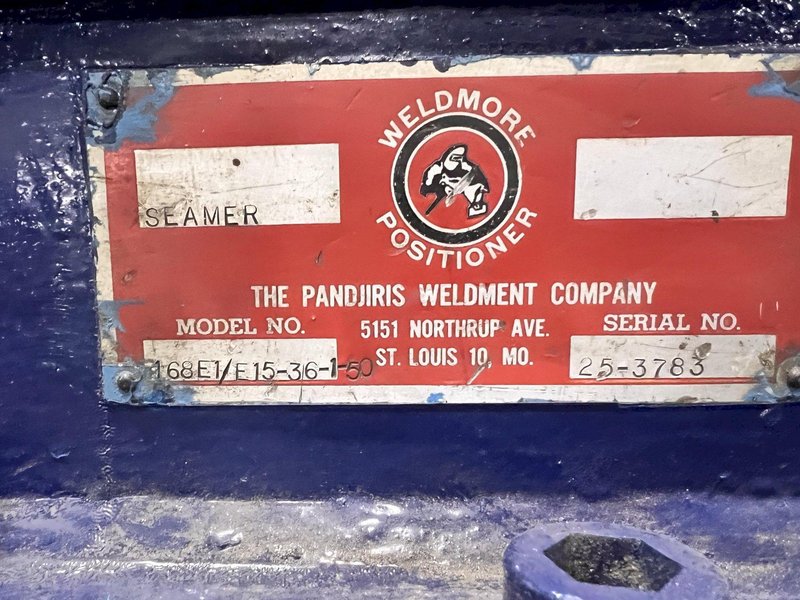 WELDMORE
POSITIONER
SEAMER
THE PANDJIRIS WELDMENT COMPANY
MODEL NO.
5151 NORTHRUP AVE.
SERIAL NO.
168E1/E15-36-1-50
ST. LOUIS 10, MO.
25-3783